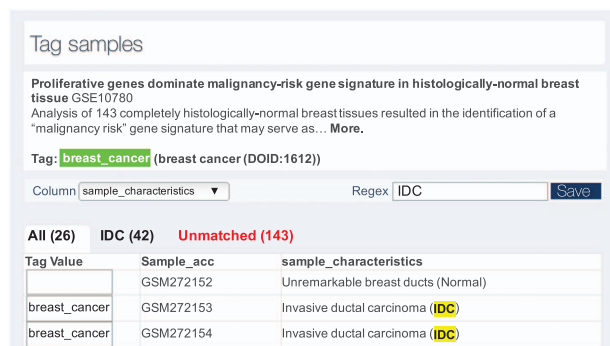 Tag samples
Proliferative genes dominate malignancy-risk gene signature in histologically-normal breast
tissue GSE10780
Analysis of 143 completely histologically-normal breast tissues resulted in the identification of a
“malignancy risk” gene signature that may serve as… More.
Tag: breast_cancer (breast cancer (DOID:1612))
Column sample_characteristics ▼ Regex IDC Save
All (26) IDC (42) Unmatched (143)
Tag Value Sample_acc sample_characteristics
GSM272152 Unremarkable breast ducts (Normal)
breast_cancer GSM272153 Invasive ductal carcinoma (IDC)
breast_cancer GSM272154 Invasive ductal carcinoma (IDC)